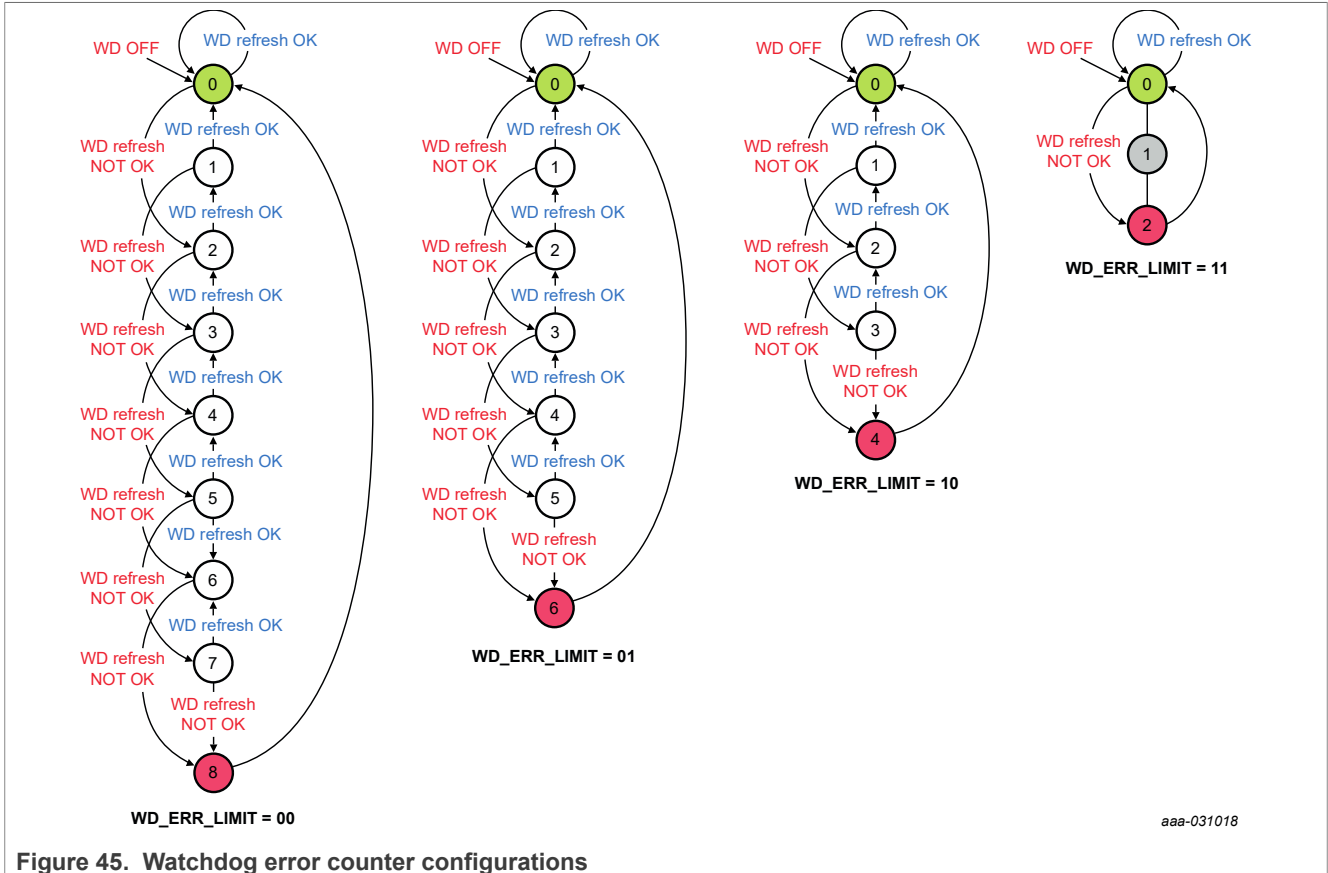 WD OFF
WD refresh OK
0
WD refresh OK
WD refresh
NOT OK
1
WD refresh OK
WD refresh
NOT OK
2
WD refresh OK
WD refresh
NOT OK
3
WD refresh OK
WD refresh
NOT OK
4
WD refresh OK
WD refresh
NOT OK
5
WD refresh OK
WD refresh
NOT OK
6
WD refresh OK
WD refresh
NOT OK
7
WD refresh
NOT OK
8
WD_ERR_LIMIT = 00
WD OFF
WD refresh OK
0
WD refresh OK
WD refresh
NOT OK
1
WD refresh OK
WD refresh
NOT OK
2
WD refresh OK
WD refresh
NOT OK
3
WD refresh OK
WD refresh
NOT OK
4
WD refresh OK
WD refresh
NOT OK
5
WD refresh
NOT OK
6
WD_ERR_LIMIT = 01
WD OFF
WD refresh OK
0
WD refresh OK
WD refresh
NOT OK
1
WD refresh OK
WD refresh
NOT OK
2
WD refresh OK
WD refresh
NOT OK
3
WD refresh
NOT OK
4
WD_ERR_LIMIT = 10
WD OFF
WD refresh OK
0
WD refresh
NOT OK
1
2
WD_ERR_LIMIT = 11
aaa-031018
Figure 45. Watchdog error counter configurations